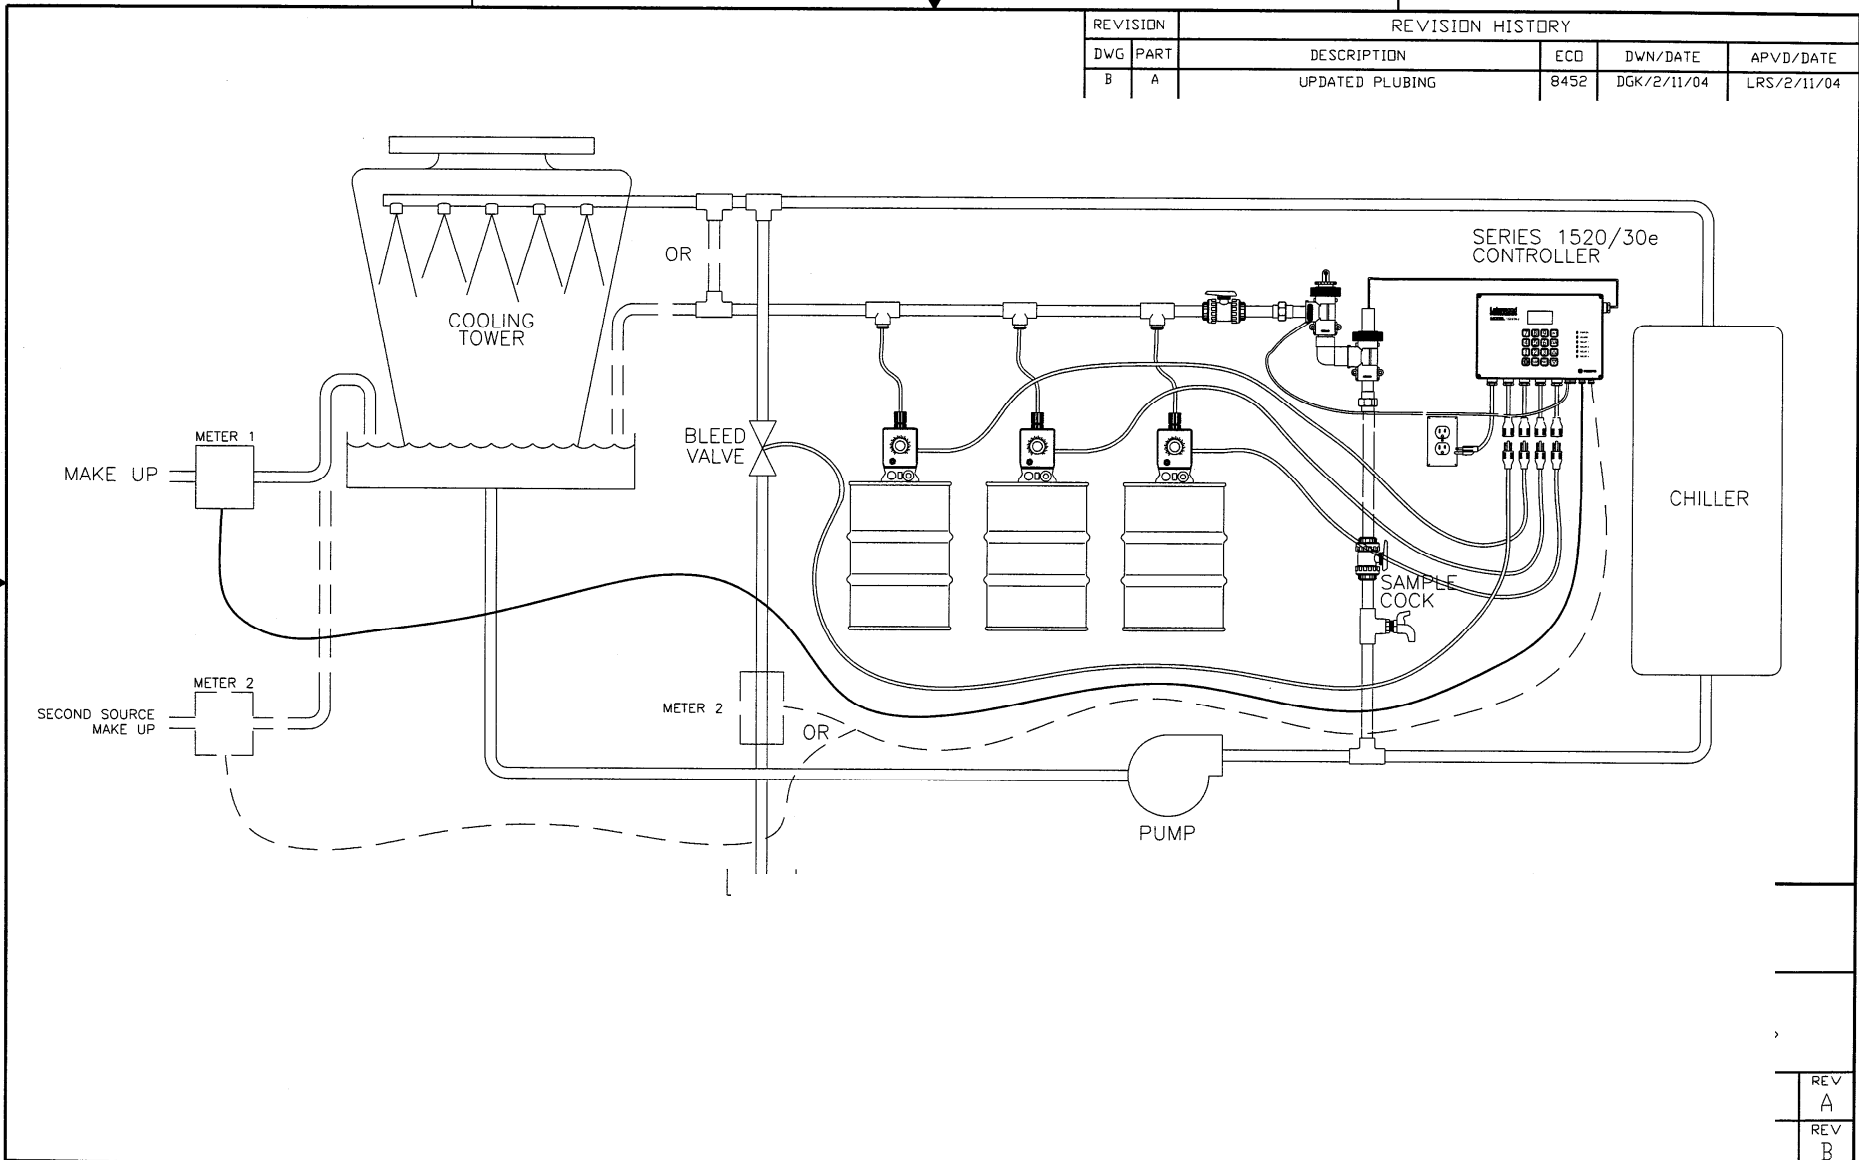 REVISION
REVISION HISTORY
DWG PART DESCRIPTION ECO DWN/DATE APVD/DATE
B A UPDATED PLUBING 8452 DGK/2/11/04 LRS/2/11/04
SERIES 1520/30e
CONTROLLER
OR
COOLING
TOWER
METER 1
MAKE UP
BLEED
VALVE
CHILLER
SAMPLE
COCK
METER 2
SECOND SOURCE
MAKE UP
METER 2
OR
PUMP
REV
A
REV
B